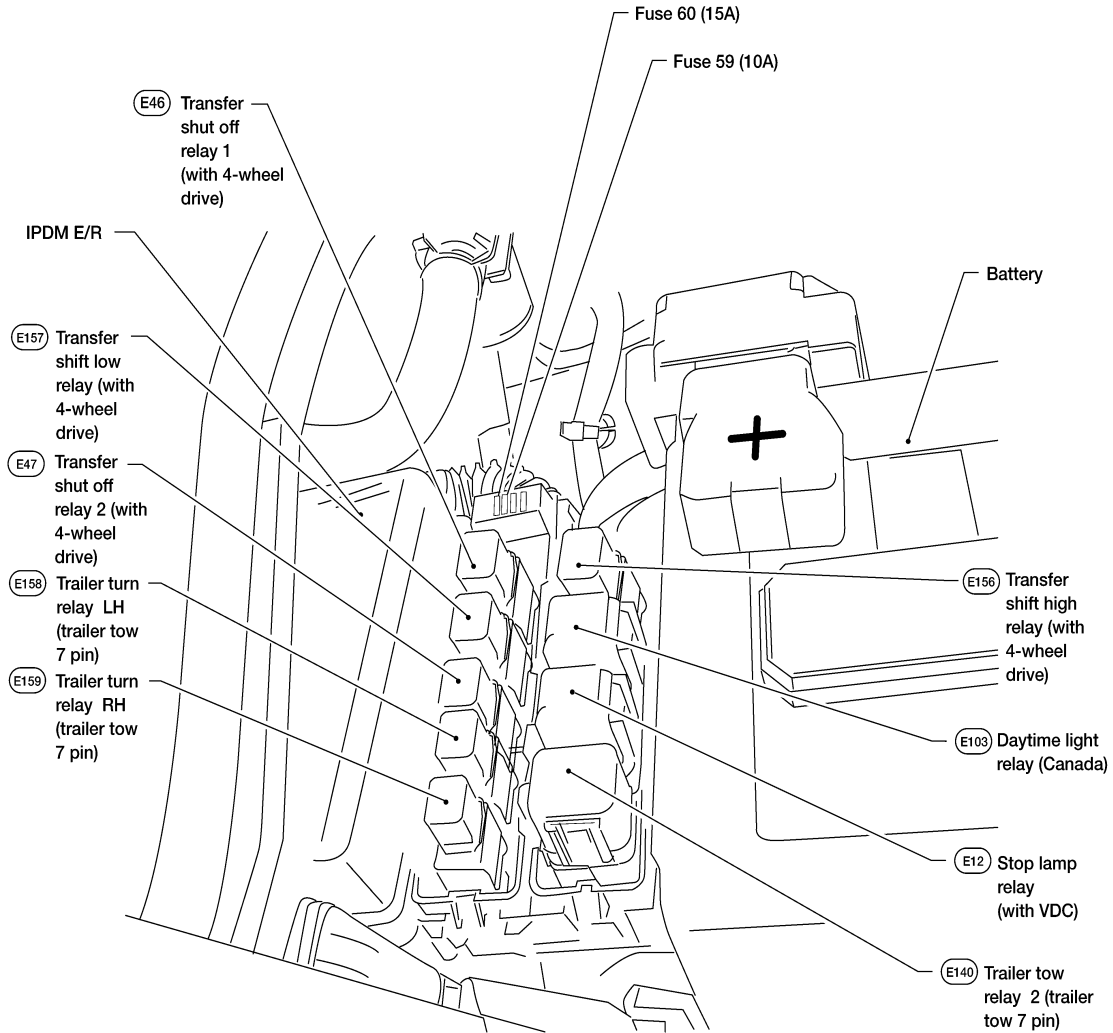 Fuse 60 (15A)
Fuse 59 (10A)
E46 Transfer
shut off
relay 1
(with 4-wheel
drive)
IPDM E/R
Battery
E157 Transfer
shift low
relay (with
4-wheel
drive)
E47 Transfer
shut off
relay 2 (with
4-wheel
drive)
E158 Trailer turn
relay LH
(trailer tow
7 pin)
E159 Trailer turn
relay RH
(trailer tow
7 pin)
E156 Transfer
shift high
relay (with
4-wheel
drive)
E103 Daytime light
relay (Canada)
E12 Stop lamp
relay
(with VDC)
E140 Trailer tow
relay 2 (trailer
tow 7 pin)